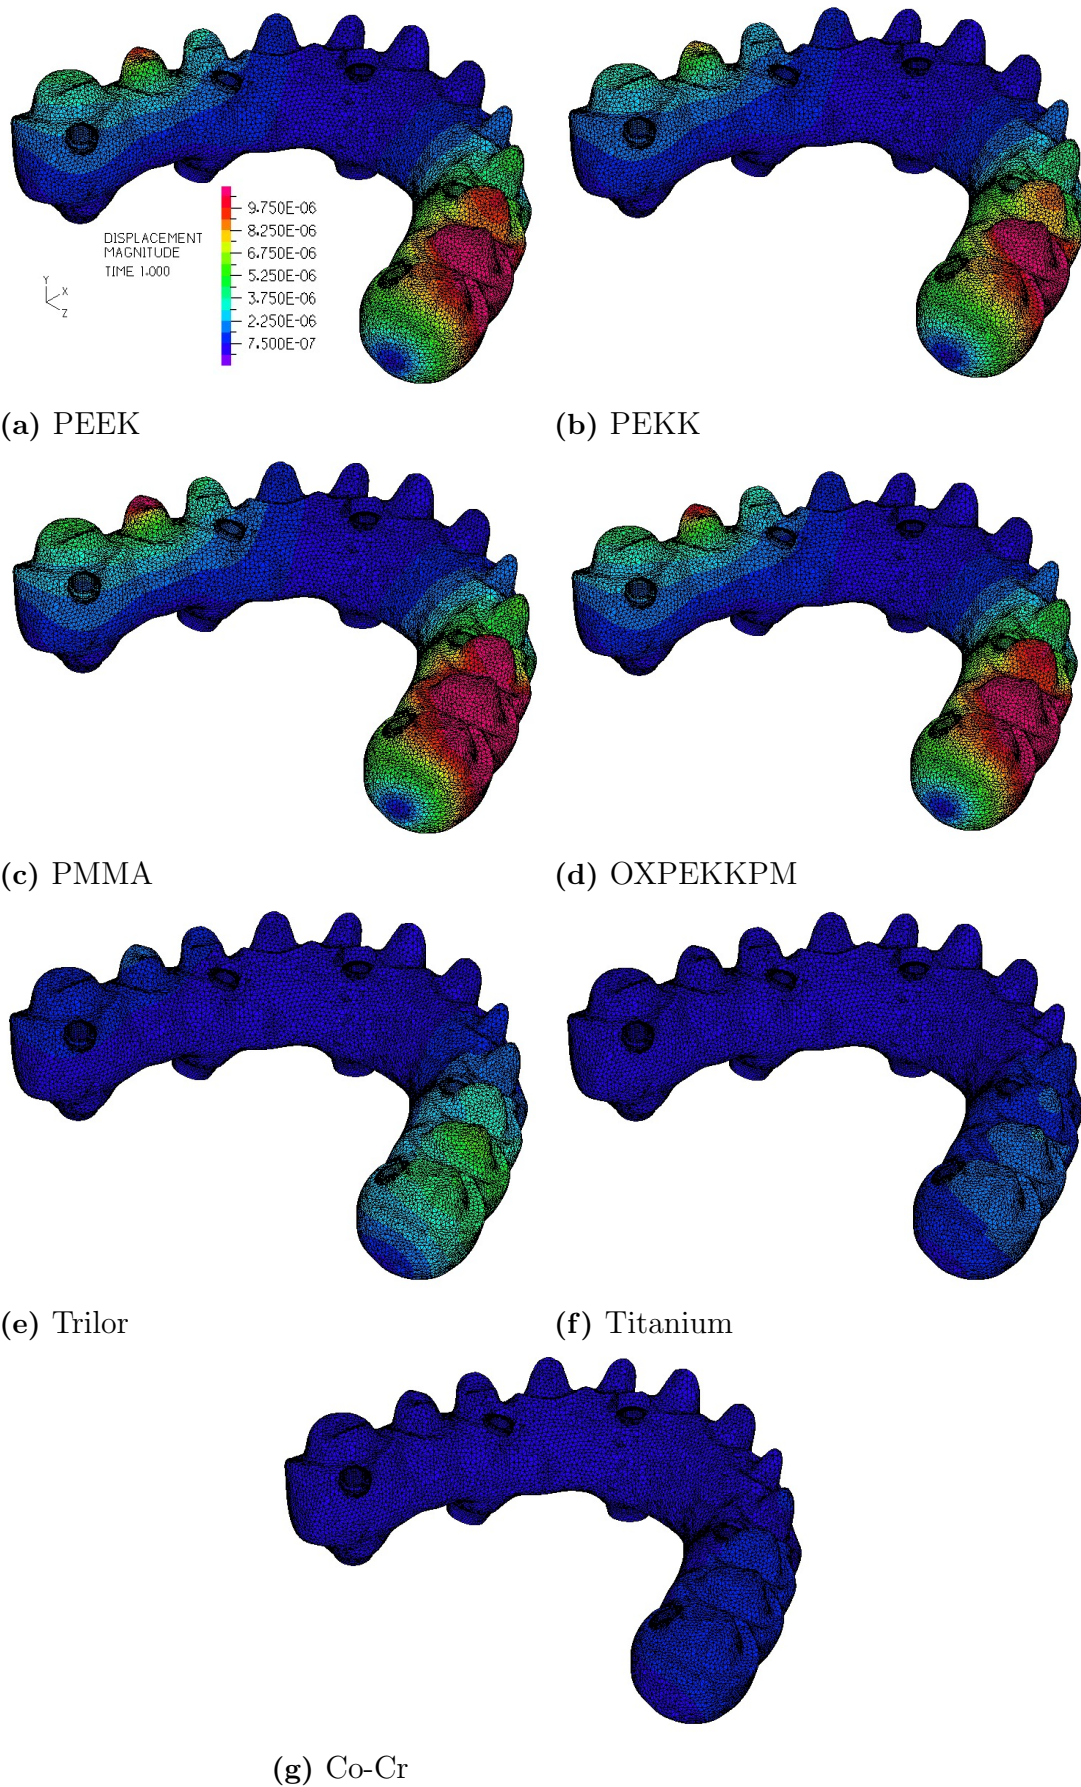 DISPLACEMENT
MAGNITUDE
TIME 1.000
Y
X
Z
9.750E-06
8.250E-06
6.750E-06
5.250E-06
3.750E-06
2.250E-06
7.500E-07
(a) PEEK
(b) PEKK
(c) PMMA
(d) OXPEKKPM
(e) Trilor
(f) Titanium
(g) Co-Cr